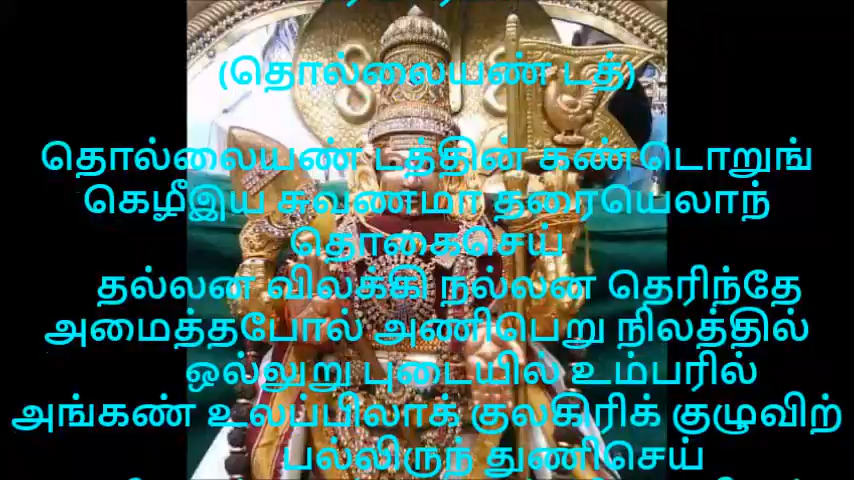 (தொல்லையண் டத்)
தொல்லையண் டத்தின் கண்டொறுங்
கெழீஇய சுவணமா தரையெலாந்
தொகைசெய்
தல்லன விலக்கி நல்லன தெரிந்தே
அமைத்தபோல் அணிபெறு நிலத்தில்
ஒல்லுறு புடையில் உம்பரில்
அங்கண் உலப்பிலாக் குலகிரிக் குழுவிற்
பல்லிருந் துணிசெய்